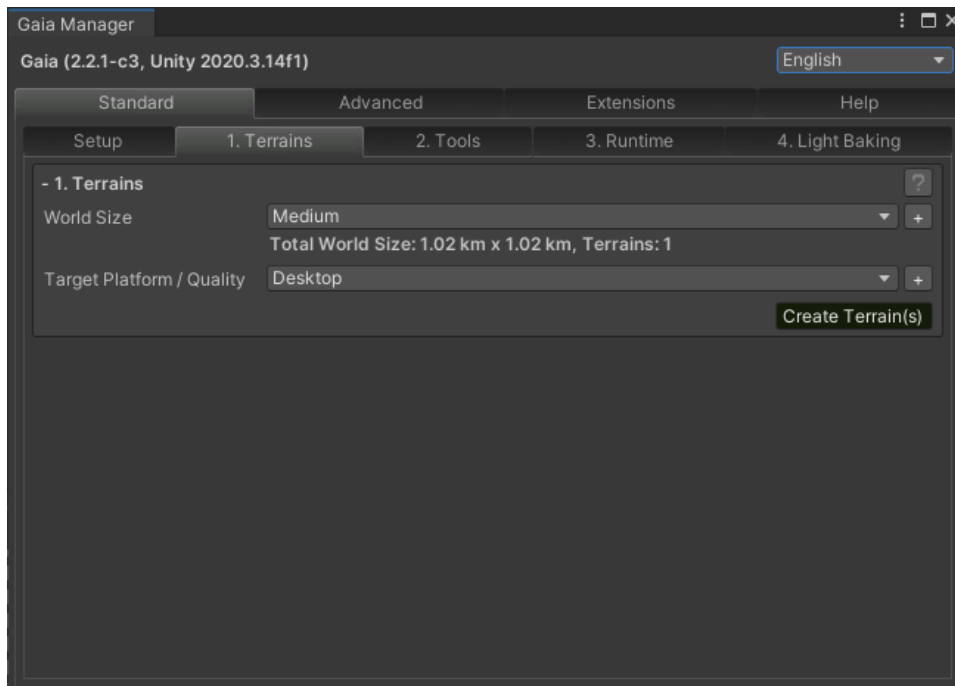 Gaia Manager
Gaia (2.2.1-c3, Unity 2020.3.14f1) English
Standard Advanced Extensions Help
Setup 1. Terrains 2. Tools 3. Runtime 4. Light Baking
- 1. Terrains ?
World Size Medium +
Total World Size: 1.02 km x 1.02 km, Terrains: 1
Target Platform / Quality Desktop +
Create Terrain(s)